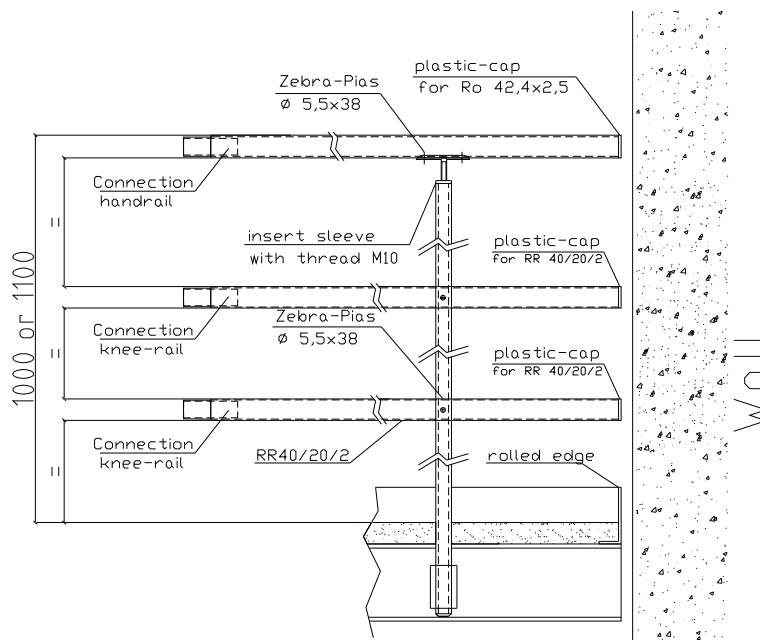 plastic-cap
for Ro 42,4x2,5
Zebra-Pias
Ø 5,5x38
Connection
handrail
insert sleeve
with thread M10
plastic-cap
for RR 40/20/2
=
1000 or 1100
Zebra-Pias
Ø 5,5x38
Connection
knee-rail
=
plastic-cap
for RR 40/20/2
Wall
Connection
knee-rail
RR40/20/2
rolled edge
=